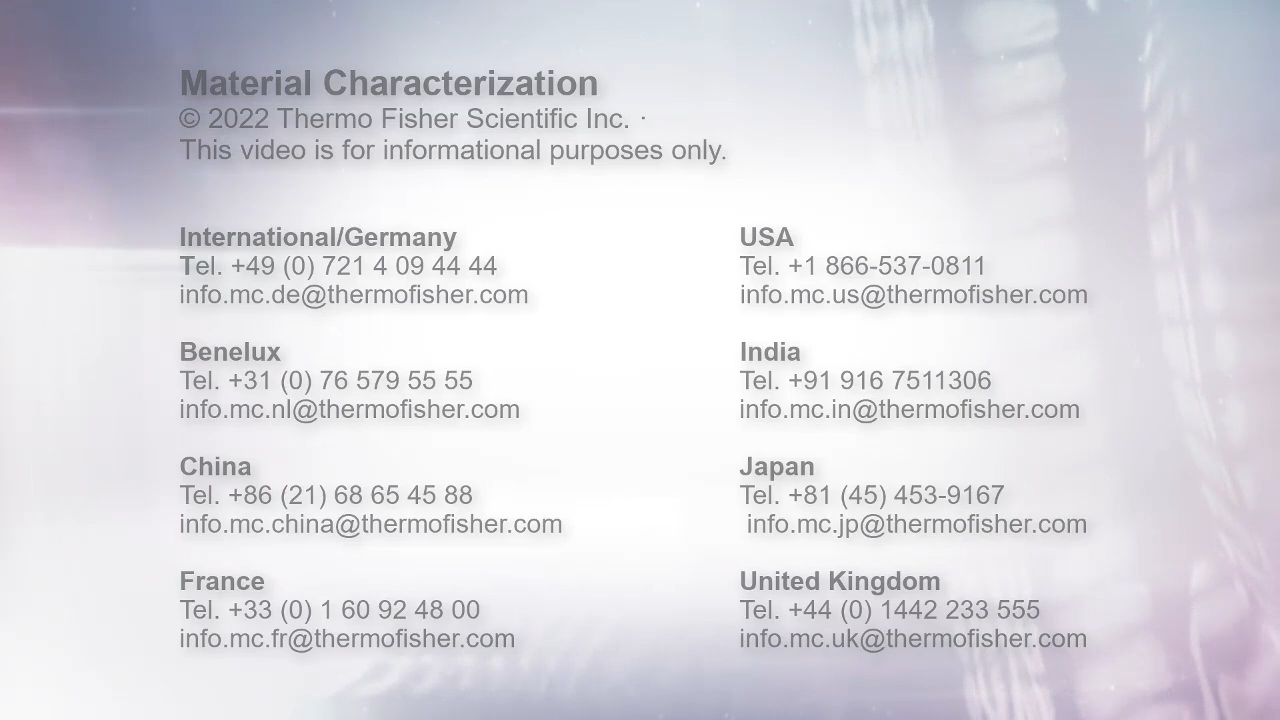 Material Characterization
© 2022 Thermo Fisher Scientific Inc. ·
This video is for informational purposes only.
International/Germany
Tel. +49 (0) 721 4 09 44 44
info.mc.de@thermofisher.com
Benelux
Tel. +31 (0) 76 579 55 55
info.mc.nl@thermofisher.com
China
Tel. +86 (21) 68 65 45 88
info.mc.china@thermofisher.com
France
Tel. +33 (0) 1 60 92 48 00
info.mc.fr@thermofisher.com
USA
Tel. +1 866-537-0811
info.mc.us@thermofisher.com
India
Tel. +91 916 7511306
info.mc.in@thermofisher.com
Japan
Tel. +81 (45) 453-9167
info.mc.jp@thermofisher.com
United Kingdom
Tel. +44 (0) 1442 233 555
info.mc.uk@thermofisher.com